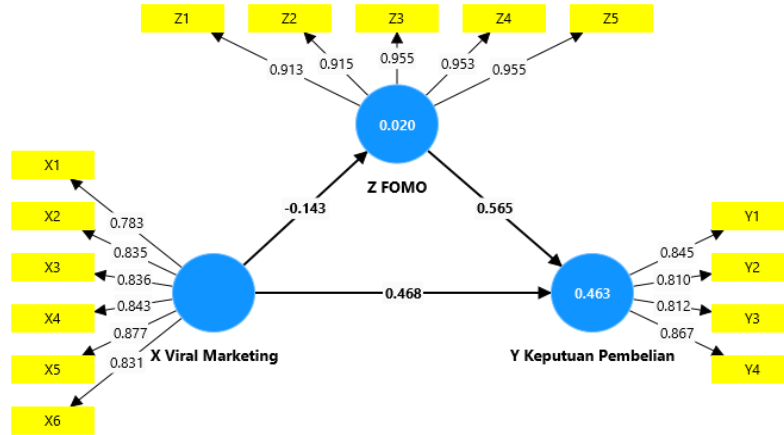 Z1
Z2
Z3
Z4
Z5
0.913
0.915
0.955
0.953
0.955
0.020
Z FOMO
X1
X2
X3
X4
X5
X6
0.783
0.835
0.836
0.843
0.877
0.831
-0.143
0.565
0.468
X Viral Marketing
0.463
Y Keputuan Pembelian
0.845
0.810
0.812
0.867
Y1
Y2
Y3
Y4